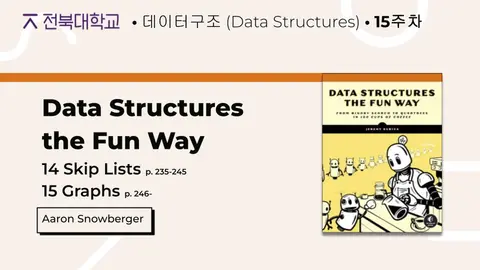 전북대학교 • 데이터구조 (Data Structures) • 15주차
Data Structures
the Fun Way
14 Skip Lists p. 235-245
15 Graphs p. 246-
Aaron Snowberger
DATA STRUCTURES
THE FUN WAY
FROM BINARY SEARCH TO QUADTREES
IN 100 CUPS OF COFFEE
JEREMY KUBICA